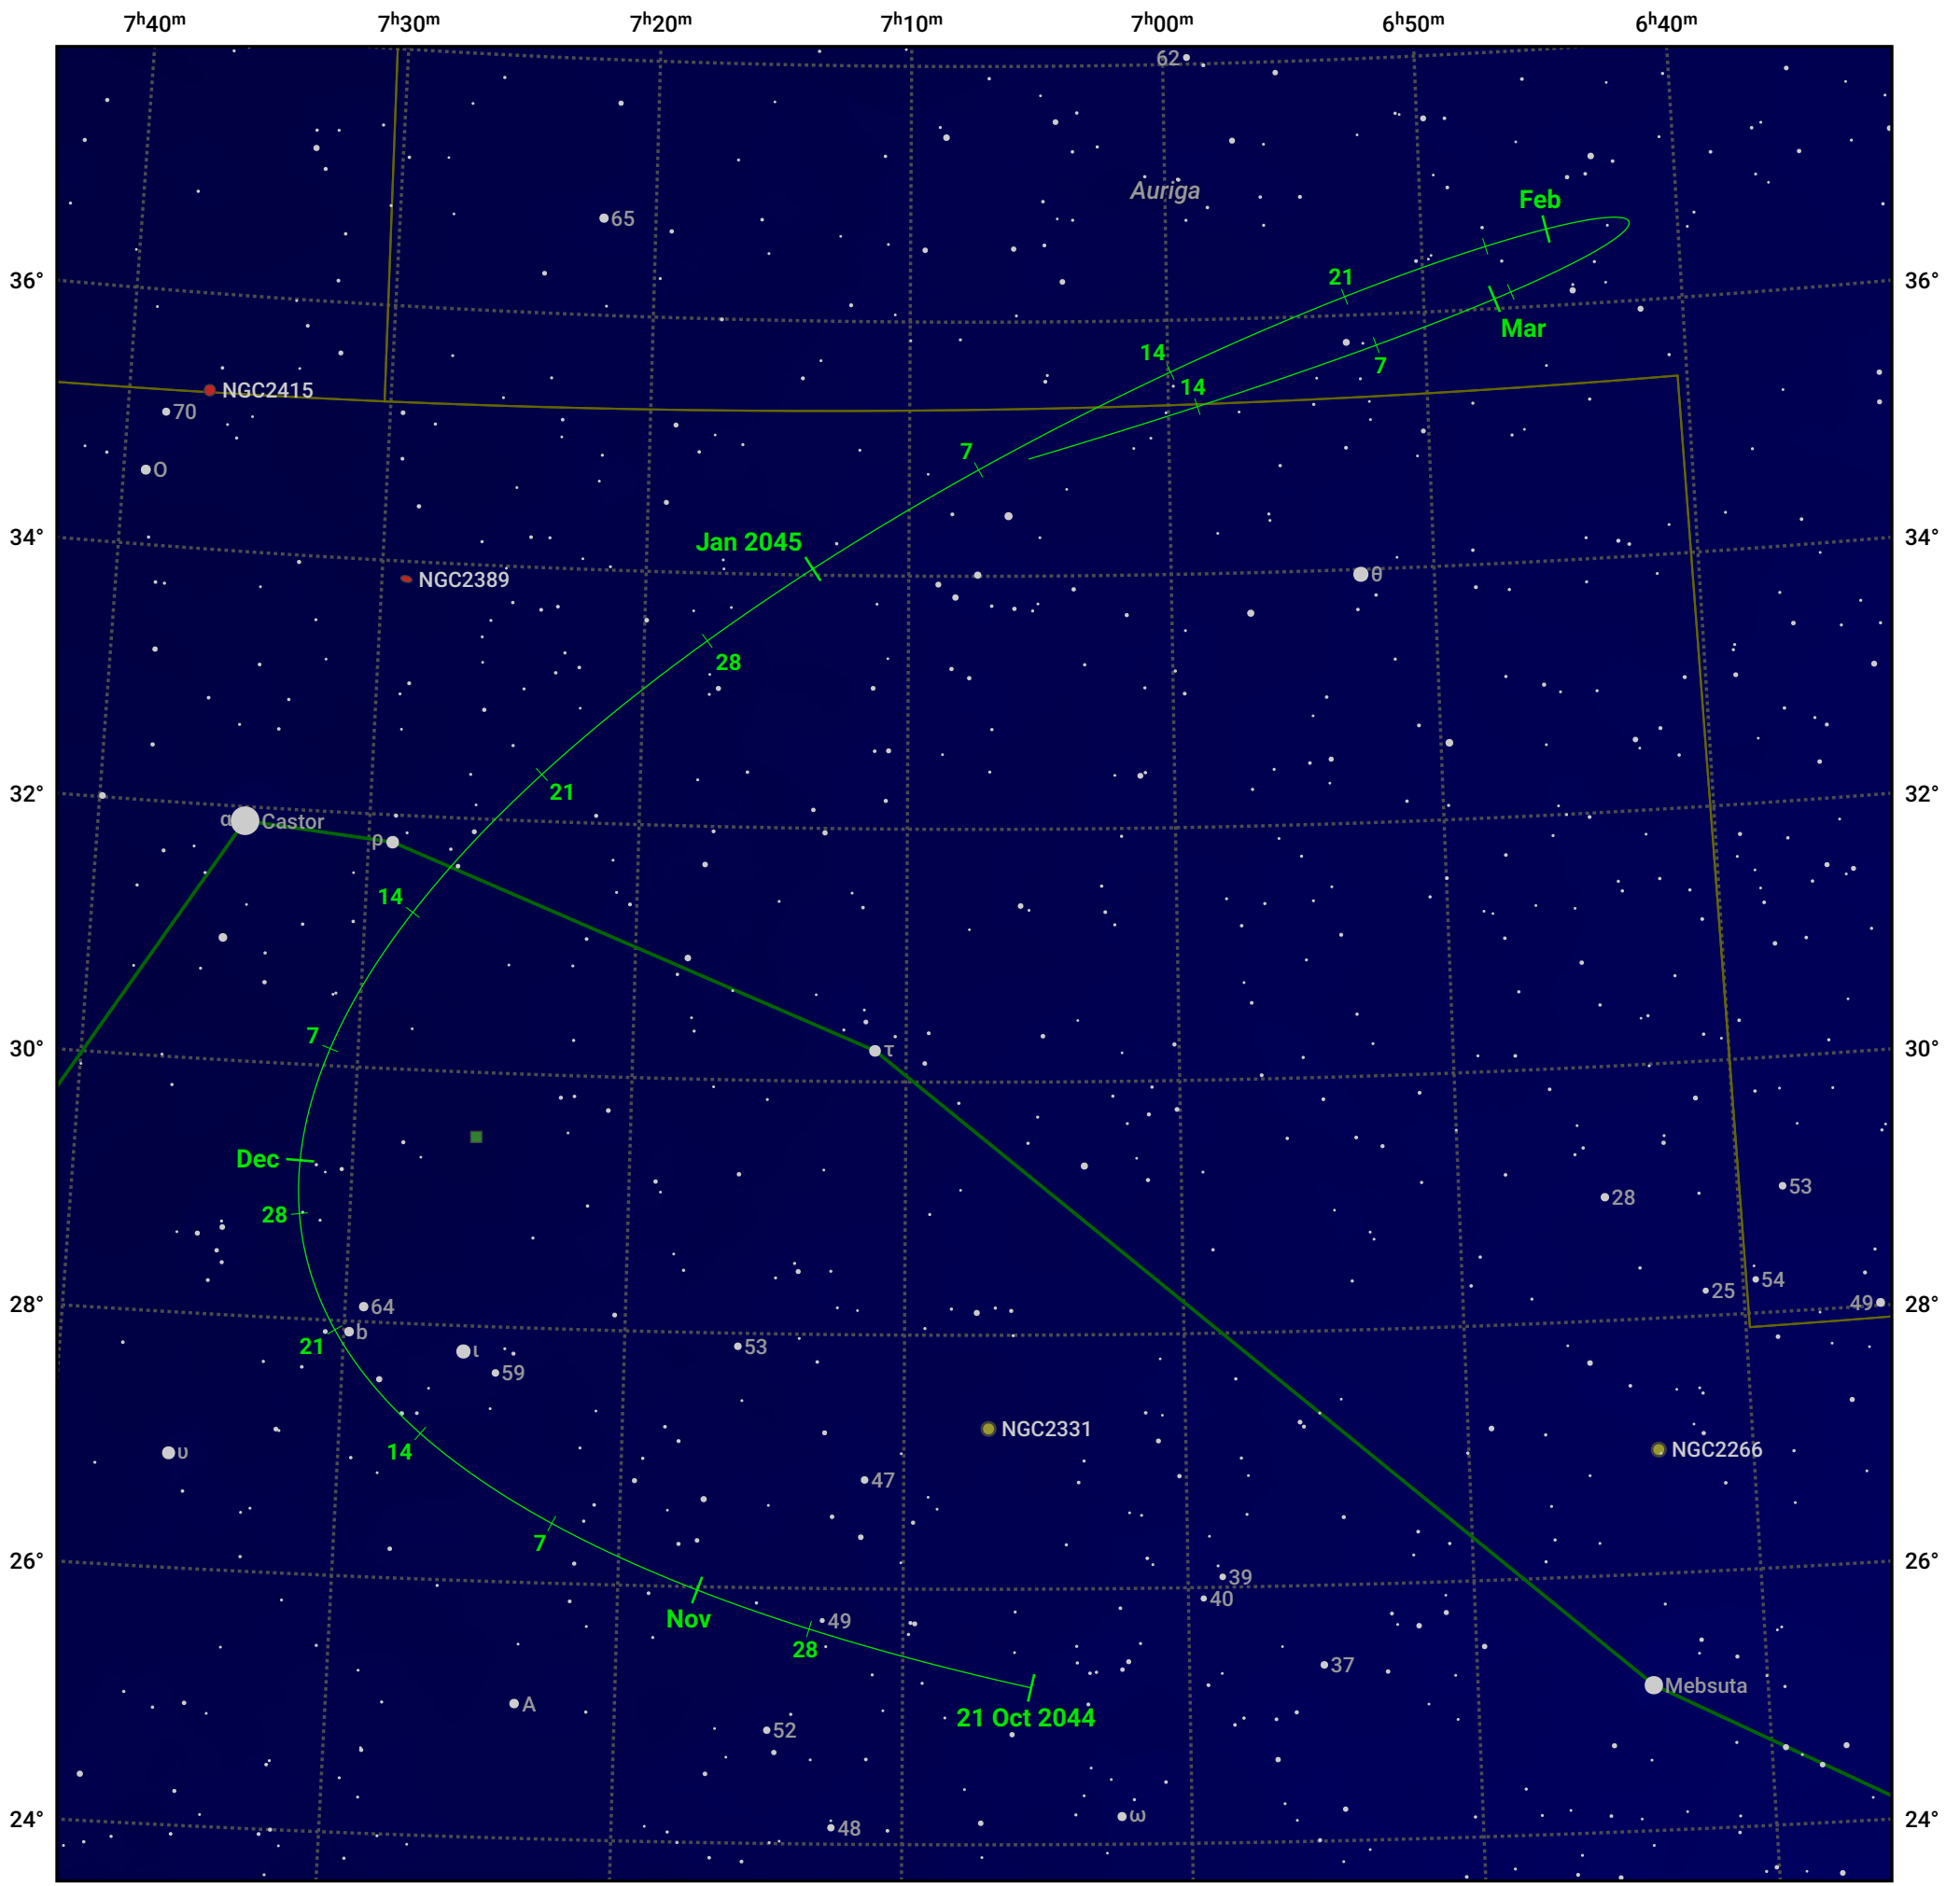 7ʰ40ᵐ 7ʰ30ᵐ 7ʰ20ᵐ 7ʰ10ᵐ 7ʰ00ᵐ 6ʰ50ᵐ 6ʰ40ᵐ
62
Auriga
Feb
65
36° 21 36°
Mar
14
7
14
NGC2415
70
7
O
34° Jan 2045 34°
NGC2389 θ
28
21
32° 32°
α Castor
ρ
14
7
30° τ 30°
Dec
53
28 28
54
25
28° 64 49 28°
b
21 ι 53
59
NGC2331
14 υ NGC2266
47
7
26° 26°
39
40
Nov 49
28
37
Mebsuta
A 21 Oct 2044
52
ω
24° 48 24°